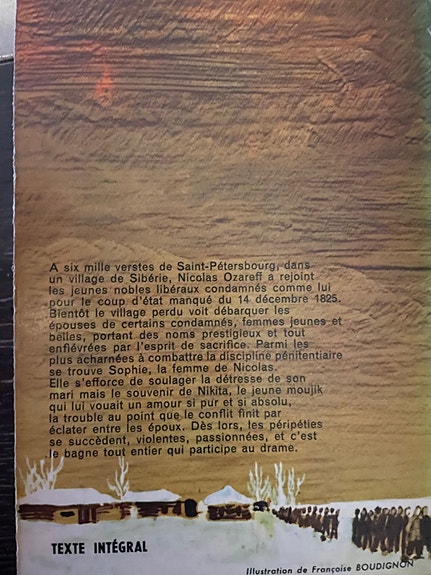 A six mille verstes de Saint-Pétersbourg, dans
un village de Sibérie, Nicolas Ozareff a rejoint
les jeunes nobles libéraux condamnés comme lui
pour le coup d'état manqué du 14 décembre 1825.
Bientôt le village perdu voit débarquer les
épouses de certains condamnés, femmes jeunes et
belles, portant des noms prestigieux et tout
enfiévrées par l'esprit de sacrifice. Parmi les
plus acharnées à combattre la discipline pénitentiaire
se trouve Sophie, la femme de Nicolas.
Elle s'efforce de soulager la détresse de son
mari mais le souvenir de Nikita, le jeune moujik
qui lui vouait un amour si pur et si absolu,
la trouble au point que le conflit finit par
éclater entre les époux. Dès lors, les péripéties
se succèdent, violentes, passionnées, et c'est
le bagne tout entier qui participe au drame.
TEXTE INTÉGRAL
Illustration de Françoise BOUDIGNON